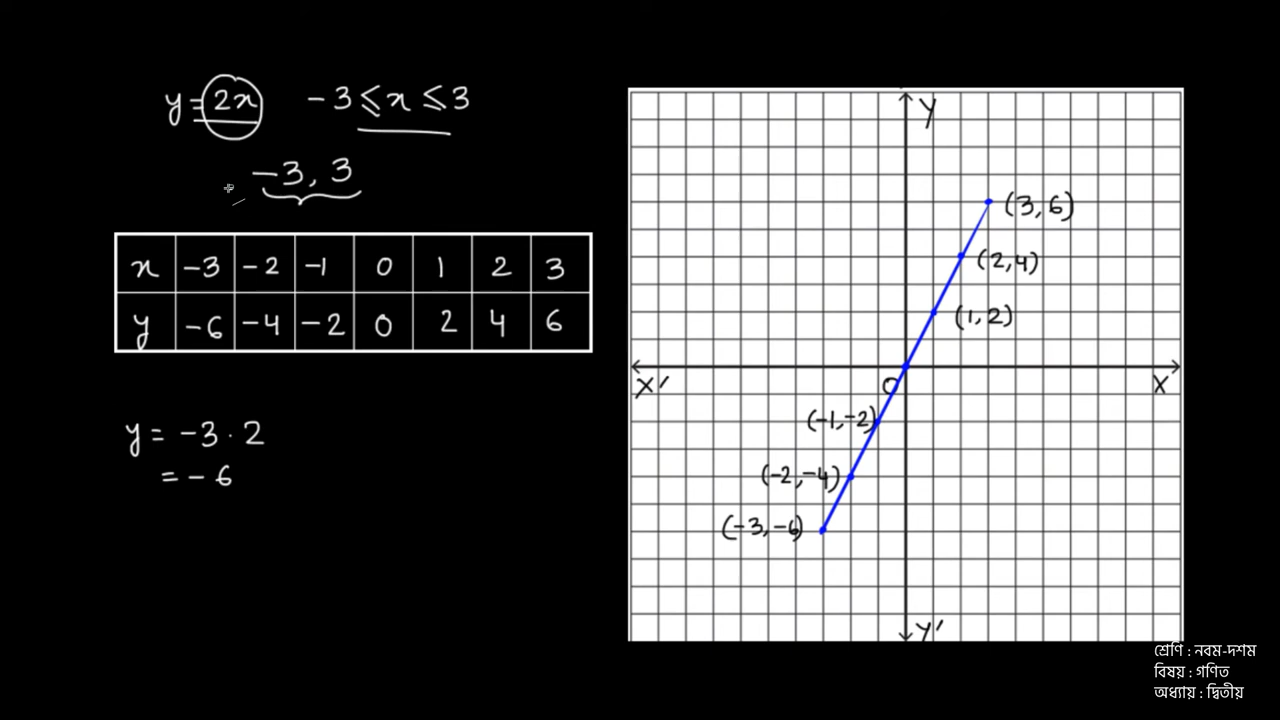 y = 2x    -3 ⩽ x ⩽ 3
-3, 3
x -3 -2 -1 0 1 2 3
y -6 -4 -2 0 2 4 6
y = -3 . 2
= - 6
Y
(3, 6)
(2,4)
(1, 2)
X' O X
(-1,-2)
(-2,-4)
(-3,-6)
Y'
শ্রেণি : নবম-দশম
বিষয় : গণিত
অধ্যায় : দ্বিতীয়